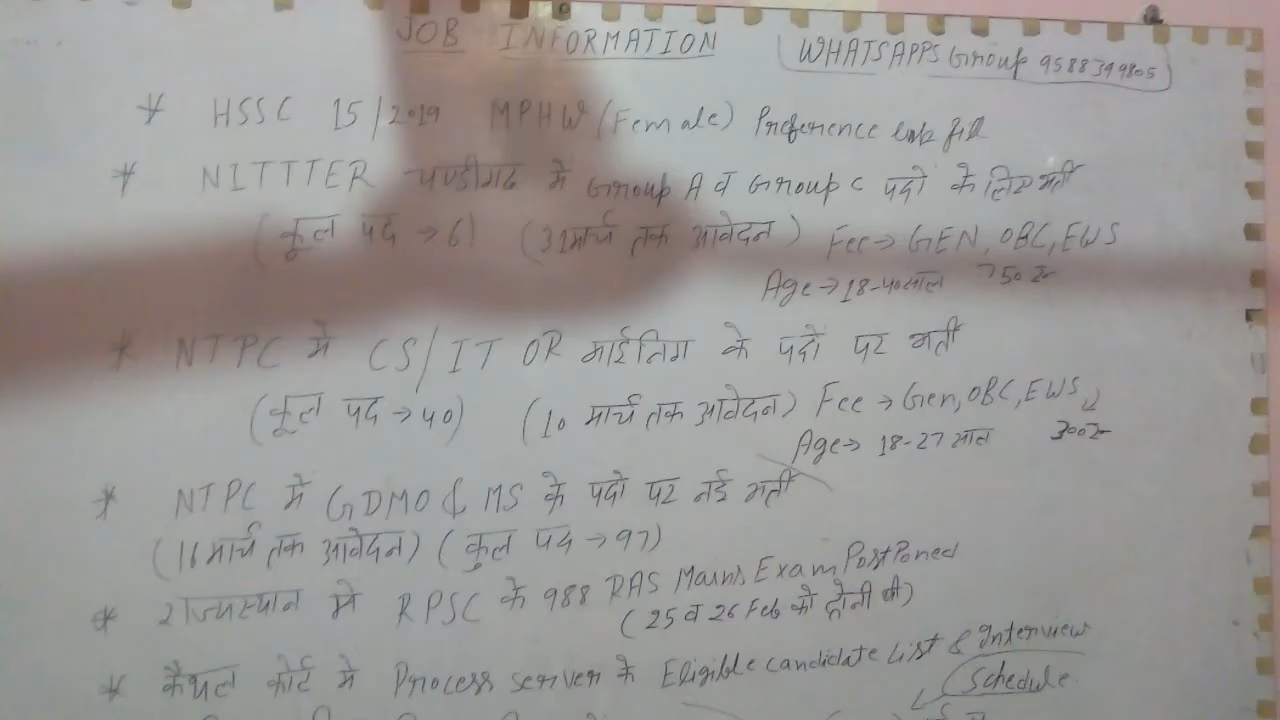 JOB INFORMATION
WHATSAPPS Group 9588399805
* HSSC 15/2019 MPHW (Female) Preference link
* NITTTER चण्डीगढ में Group A व Group C पदो के लिए भर्ती
(कूल पद → 6) (31 मार्च तक आवेदन) Fee → GEN, OBC, EWS
Age → 18-40 साल 750 रु
* NTPC मे CS/IT OR माईनिग के पदो पर भर्ती
(कूल पद → 40) (10 मार्च तक आवेदन) Fee → Gen, OBC, EWS
Age → 18-27 साल 300 रु
* NTPC मे GDMO & MS के पदो पर नई भर्ती
(16 मार्च तक आवेदन) (कुल पद → 97)
* राजस्थान मे RPSC के 988 RAS Mains Exam Postponed
(25 व 26 Feb को होनी थी)
* कैथल कोर्ट मे Process server के Eligible candidate List & Interview
Schedule